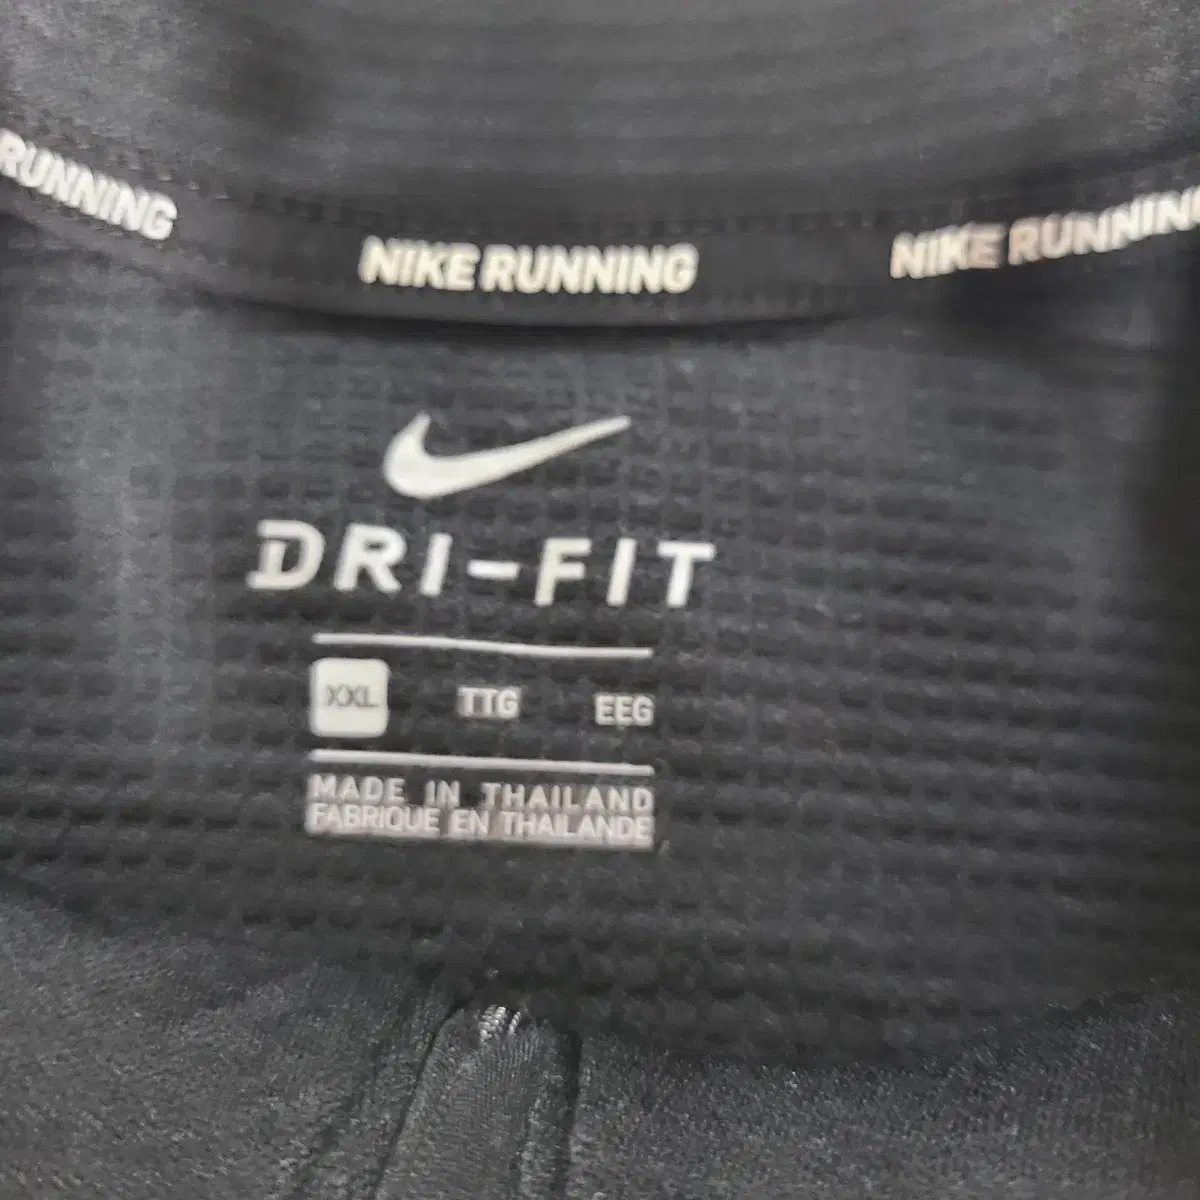 RUNNING
NIKE RUNNING
NIKE RUNNING
DRI-FIT
XXL TTG EEG
MADE IN THAILAND
FABRIQUE EN THAILANDE